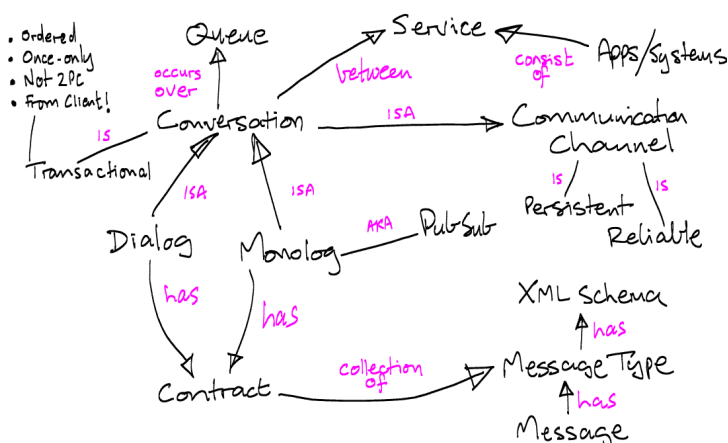 • Ordered
• Once-only
• Not 2PC
• From Client!
Queue
Service
Apps/Systems
occurs
over
between
consist
of
is
Conversation
ISA
Communication
Channel
Transactional
is
is
Persistent
Reliable
ISA
ISA
Dialog
Monolog
AKA
PubSub
has
has
XML Schema
has
Contract
collection
of
Message Type
has
Message